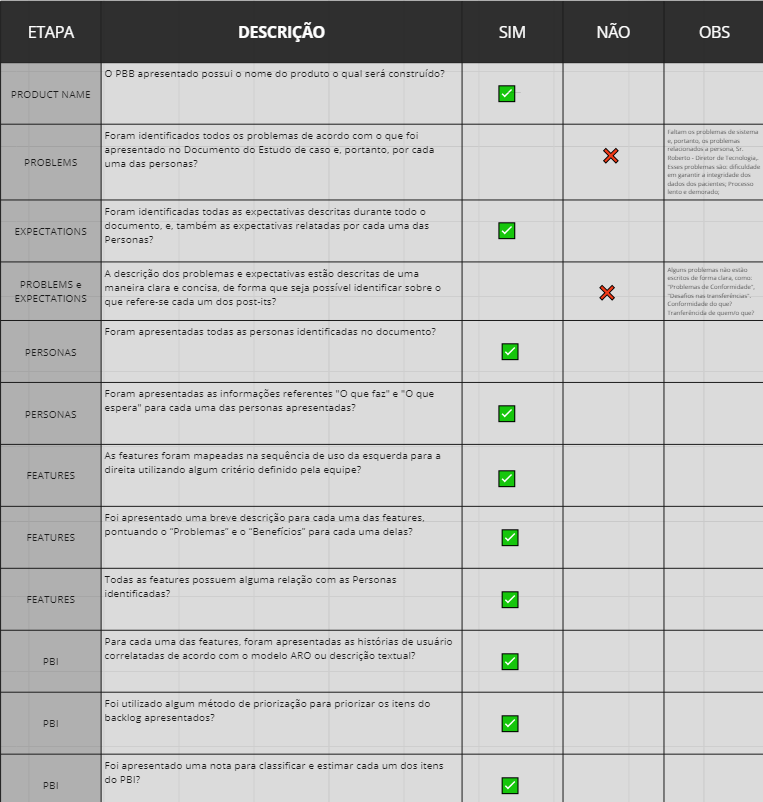 ETAPA DESCRIÇÃO SIM NÃO OBS
PRODUCT NAME
O PBB apresentado possui o nome do produto o qual será construído?
PROBLEMS
Foram identificados todos os problemas de acordo com o que foi
apresentado no Documento do Estudo de caso e, portanto, por cada
uma das personas?
Faltam os problemas de sistema
e, portanto, os problemas
relacionados a persona, Sr.
Roberto - Diretor de Tecnologia,.
Esses problemas são: dificuldade
em garantir a integridade dos
dados dos pacientes; Processo
lento e demorado;
EXPECTATIONS
Foram identificadas todas as expectativas descritas durante todo o
documento, e, também as expectativas relatadas por cada uma das
Personas?
PROBLEMS e
EXPECTATIONS
A descrição dos problemas e expectativas estão descritas de uma
maneira clara e concisa, de forma que seja possível identificar sobre o
que refere-se cada um dos post-its?
Alguns problemas não estão
escritos de forma clara, como:
"Problemas de Conformidade",
"Desafios nas transferências".
Conformidade do que?
Tranferêncida de quem/o que?
PERSONAS
Foram apresentadas todas as personas identificadas no documento?
PERSONAS
Foram apresentadas as informações referentes "O que faz" e "O que
espera" para cada uma das personas apresentadas?
FEATURES
As features foram mapeadas na sequência de uso da esquerda para a
direita utilizando algum critério definido pela equipe?
FEATURES
Foi apresentado uma breve descrição para cada uma das features,
pontuando o "Problemas" e o "Benefícios" para cada uma delas?
FEATURES
Todas as features possuem alguma relação com as Personas
identificadas?
PBI
Para cada uma das features, foram apresentadas as histórias de usuário
correlatadas de acordo com o modelo ARO ou descrição textual?
PBI
Foi utilizado algum método de priorização para priorizar os itens do
backlog apresentados?
PBI
Foi apresentado uma nota para classificar e estimar cada um dos itens
do PBI?